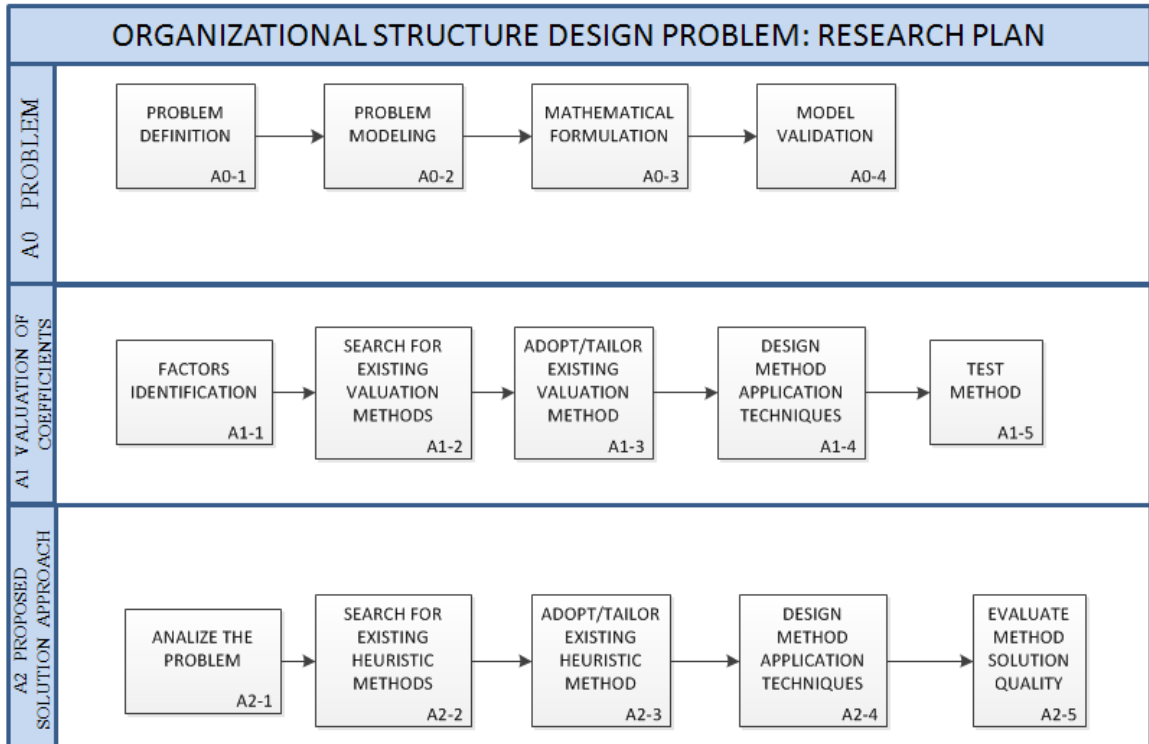 ORGANIZATIONAL STRUCTURE DESIGN PROBLEM: RESEARCH PLAN
A0 PROBLEM
PROBLEM
DEFINITION
A0-1
PROBLEM
MODELING
A0-2
MATHEMATICAL
FORMULATION
A0-3
MODEL
VALIDATION
A0-4
A1 VALUATION OF
COEFFICIENTS
FACTORS
IDENTIFICATION
A1-1
SEARCH FOR
EXISTING
VALUATION
METHODS
A1-2
ADOPT/TAILOR
EXISTING
VALUATION
METHOD
A1-3
DESIGN
METHOD
APPLICATION
TECHNIQUES
A1-4
TEST
METHOD
A1-5
A2 PROPOSED
SOLUTION APPROACH
ANALIZE THE
PROBLEM
A2-1
SEARCH FOR
EXISTING
HEURISTIC
METHODS
A2-2
ADOPT/TAILOR
EXISTING
HEURISTIC
METHOD
A2-3
DESIGN
METHOD
APPLICATION
TECHNIQUES
A2-4
EVALUATE
METHOD
SOLUTION
QUALITY
A2-5